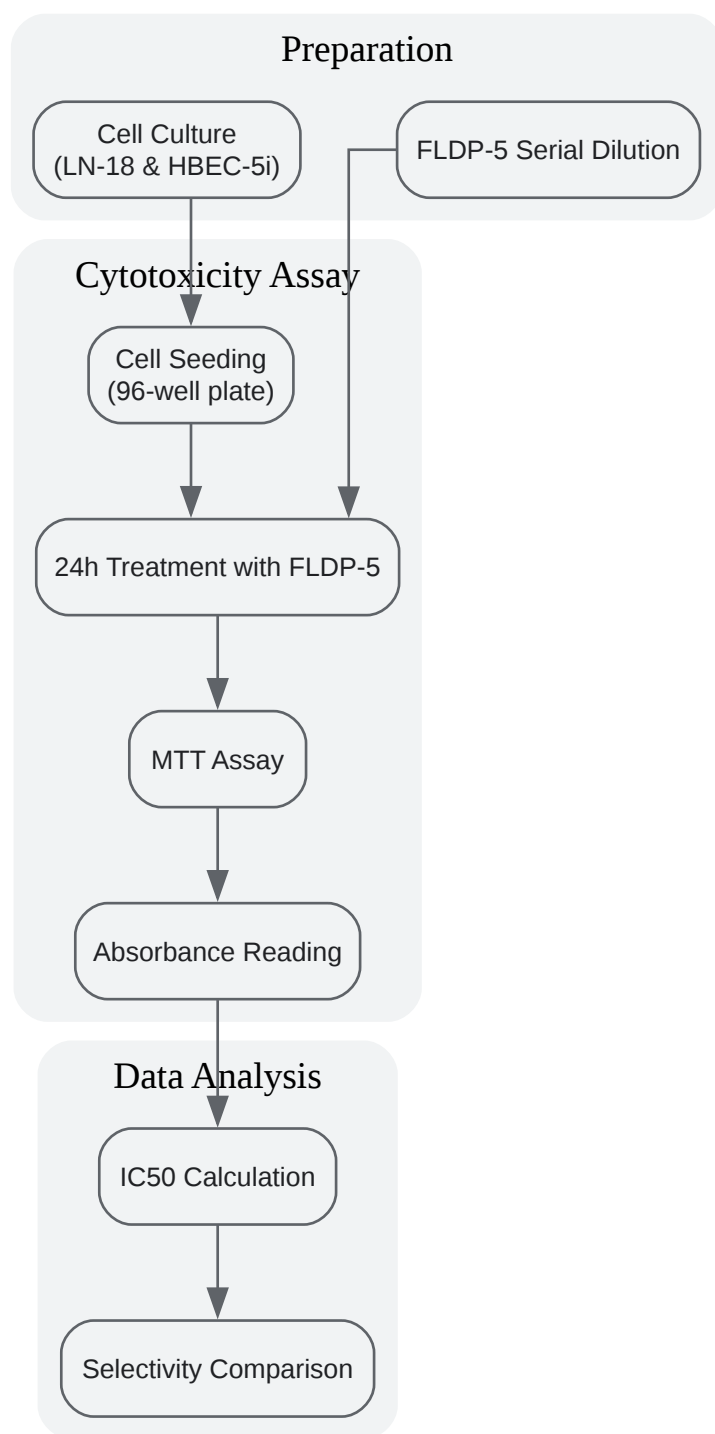 Preparation
Cell Culture
(LN-18 & HBEC-5i)
FLDP-5 Serial Dilution
Cytotoxicity Assay
Cell Seeding
(96-well plate)
24h Treatment with FLDP-5
MTT Assay
Absorbance Reading
Data Analysis
IC50 Calculation
Selectivity Comparison